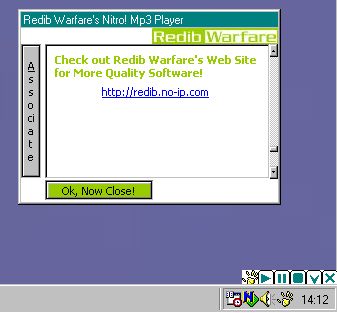 Redib Warfare's Nitro! Mp3 Player
Redib Warfare
Associate
Check out Redib Warfare's Web Site
for More Quality Software!
http://redib.no-ip.com
Ok, Now Close!
14:12